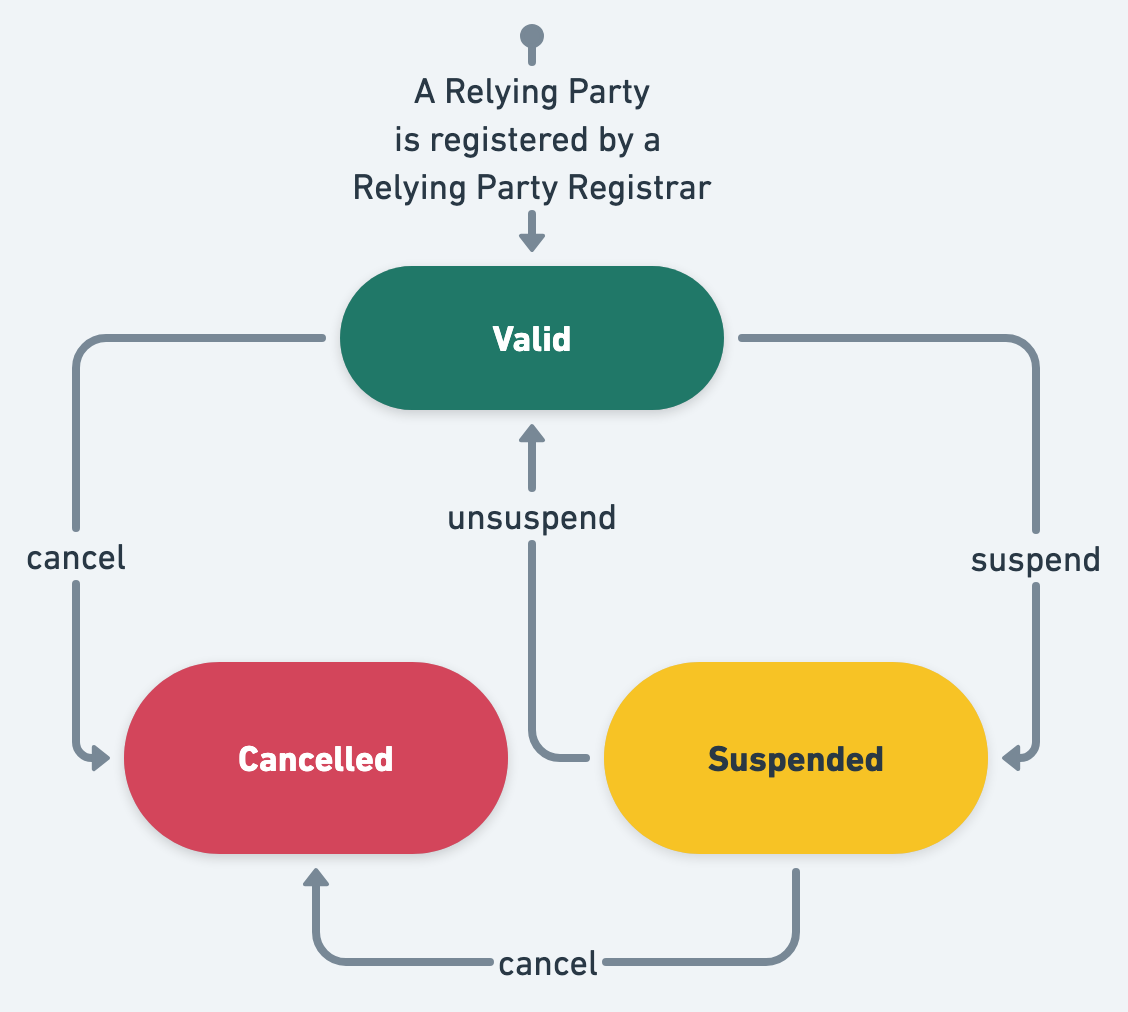 A Relying Party
is registered by a
Relying Party Registrar
Valid
unsuspend
cancel
suspend
Cancelled
Suspended
cancel